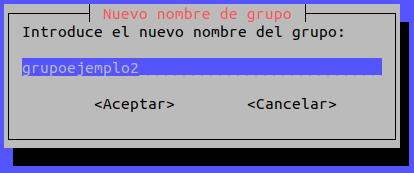 Nuevo nombre de grupo
Introduce el nuevo nombre del grupo:
grupoejemplo2
<Aceptar> <Cancelar>